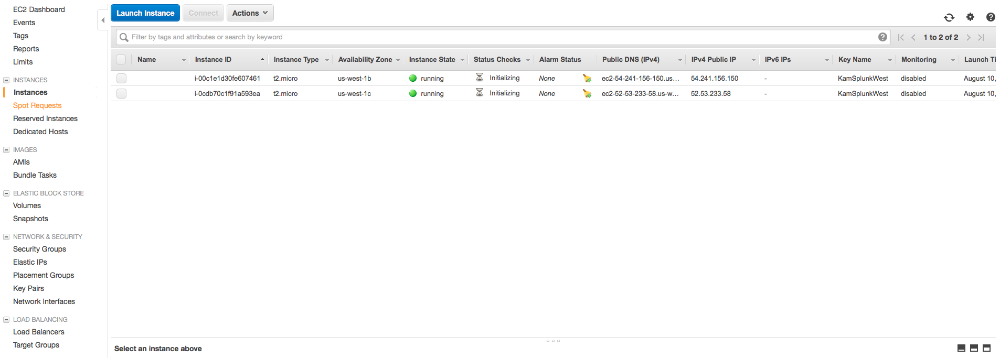 EC2 Dashboard
Events
Tags
Reports
Limits
INSTANCES
Instances
Spot Requests
Reserved Instances
Dedicated Hosts
IMAGES
AMIs
Bundle Tasks
ELASTIC BLOCK STORE
Volumes
Snapshots
NETWORK & SECURITY
Security Groups
Elastic IPs
Placement Groups
Key Pairs
Network Interfaces
LOAD BALANCING
Load Balancers
Target Groups
Launch Instance Connect Actions
Filter by tags and attributes or search by keyword 1 to 2 of 2
Name Instance ID Instance Type Availability Zone Instance State Status Checks Alarm Status Public DNS (IPv4) IPv4 Public IP IPv6 IPs Key Name Monitoring Launch Ti
i-00c1e1d30fe607461 t2.micro us-west-1b running Initializing None ec2-54-241-156-150.us... 54.241.156.150 - KamSplunkWest disabled August 10,
i-0cdb70c1f91a593ea t2.micro us-west-1c running Initializing None ec2-52-53-233-58.us-w... 52.53.233.58 - KamSplunkWest disabled August 10,
Select an instance above